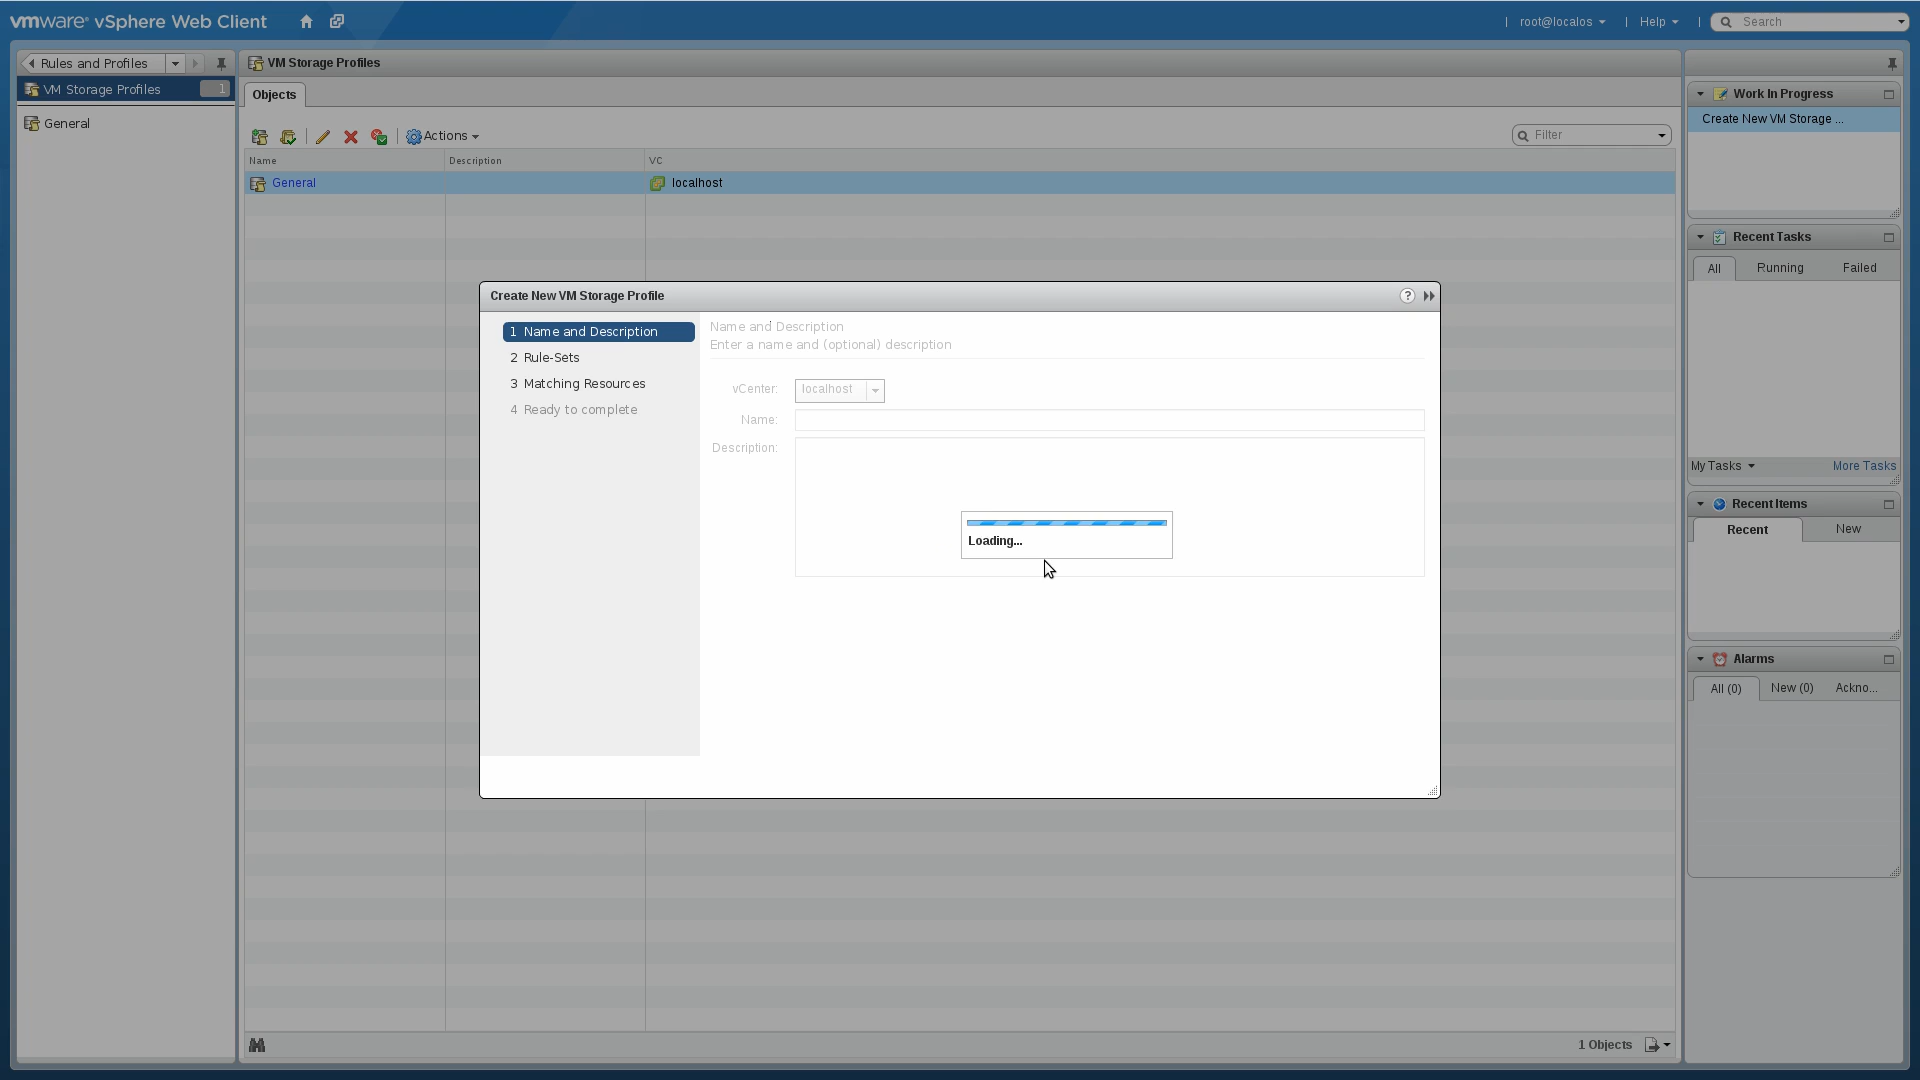 vmware® vSphere Web Client
root@localos
Help
Search
Rules and Profiles
VM Storage Profiles
1
General
VM Storage Profiles
Objects
Actions
Filter
Name
Description
VC
General
localhost
Create New VM Storage Profile
?
1 Name and Description
2 Rule-Sets
3 Matching Resources
4 Ready to complete
Name and Description
Enter a name and (optional) description
vCenter:
localhost
Name:
Description:
Loading...
1 Objects
Work In Progress
Create New VM Storage ...
Recent Tasks
All
Running
Failed
My Tasks
More Tasks
Recent Items
Recent
New
Alarms
All (0)
New (0)
Ackno...